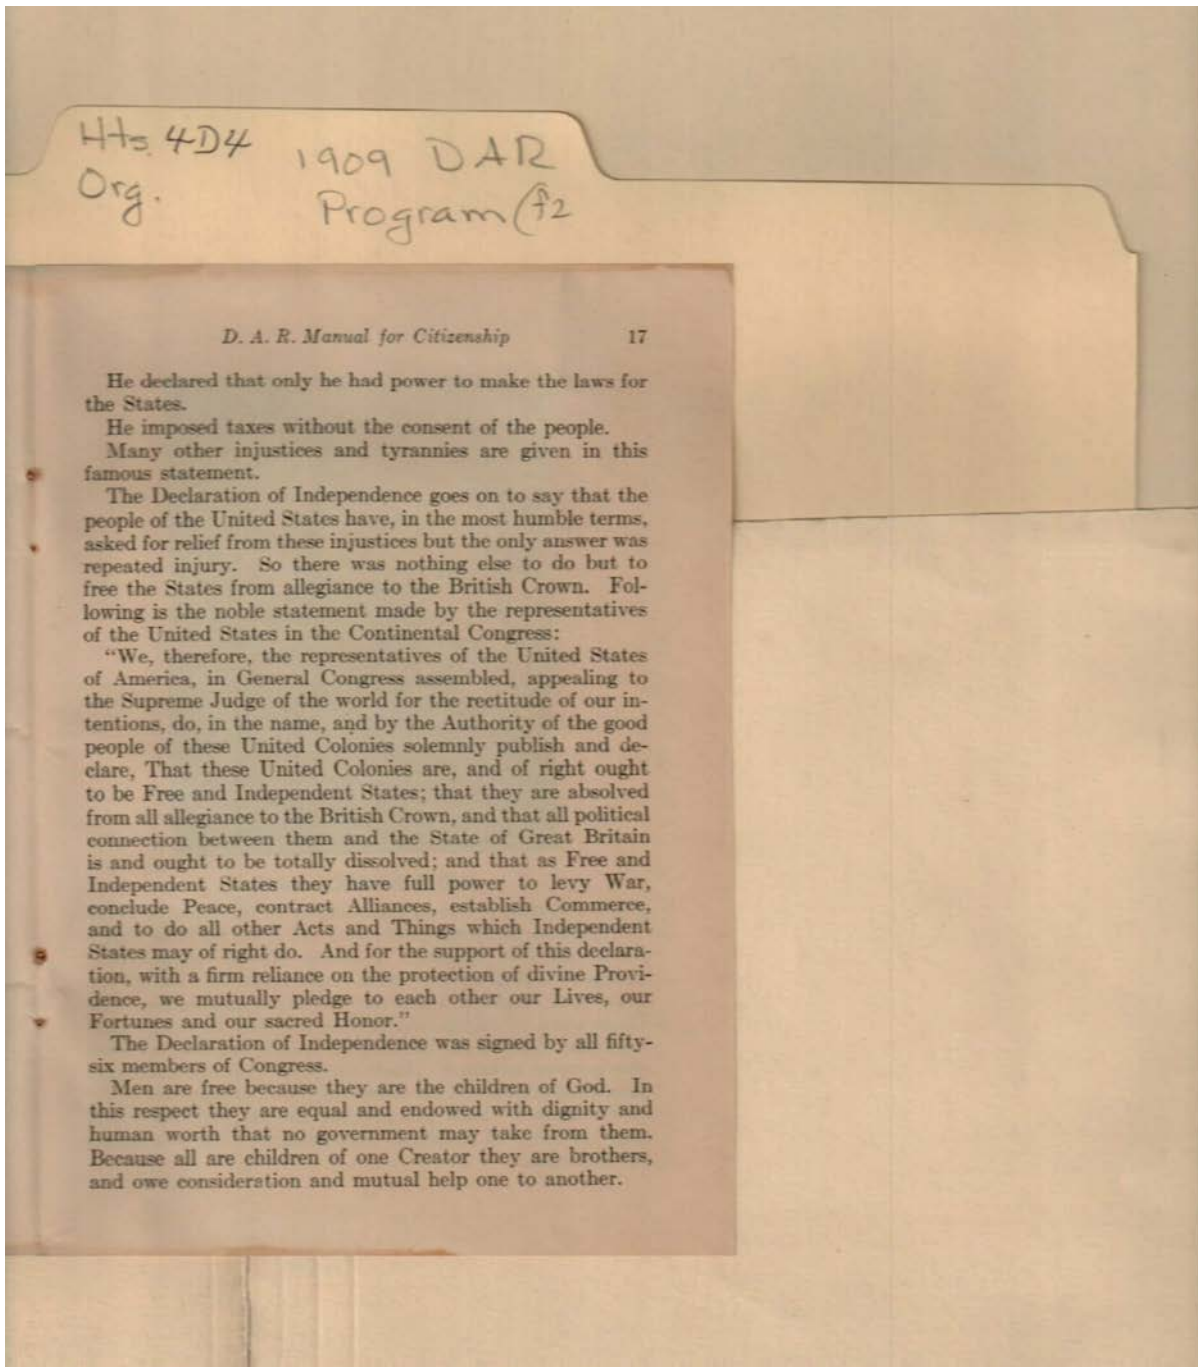 Hts. 4D4
Org.
1909 DAR
Program (f2
D. A. R. Manual for Citizenship 17
He declared that only he had power to make the laws for
the States.
He imposed taxes without the consent of the people.
Many other injustices and tyrannies are given in this
famous statement.
The Declaration of Independence goes on to say that the
people of the United States have, in the most humble terms,
asked for relief from these injustices but the only answer was
repeated injury. So there was nothing else to do but to
free the States from allegiance to the British Crown. Fol-
lowing is the noble statement made by the representatives
of the United States in the Continental Congress:
"We, therefore, the representatives of the United States
of America, in General Congress assembled, appealing to
the Supreme Judge of the world for the rectitude of our in-
tentions, do, in the name, and by the Authority of the good
people of these United Colonies solemnly publish and de-
clare, That these United Colonies are, and of right ought
to be Free and Independent States; that they are absolved
from all allegiance to the British Crown, and that all political
connection between them and the State of Great Britain
is and ought to be totally dissolved; and that as Free and
Independent States they have full power to levy War,
conclude Peace, contract Alliances, establish Commerce,
and to do all other Acts and Things which Independent
States may of right do. And for the support of this declara-
tion, with a firm reliance on the protection of divine Provi-
dence, we mutually pledge to each other our Lives, our
Fortunes and our sacred Honor."
The Declaration of Independence was signed by all fifty-
six members of Congress.
Men are free because they are the children of God. In
this respect they are equal and endowed with dignity and
human worth that no government may take from them.
Because all are children of one Creator they are brothers,
and owe consideration and mutual help one to another.